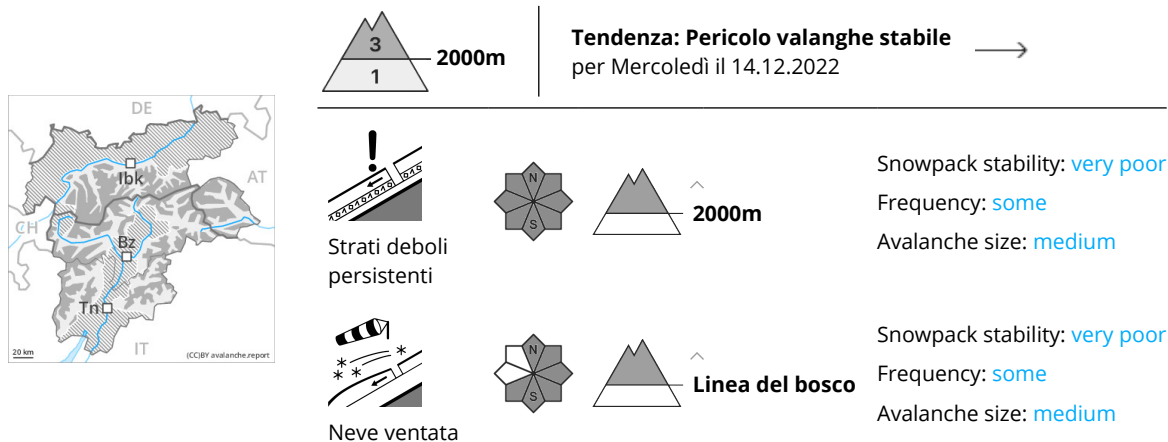 3
1
2000m
Tendenza: Pericolo valanghe stabile
per Mercoledì il 14.12.2022
DE
Ibk
AT
CH
Bz
Tn
IT
20 km
(CC)BY avalanche.report
N
S
2000m
Strati deboli
persistenti
Snowpack stability: very poor
Frequency: some
Avalanche size: medium
N
S
Linea del bosco
Neve ventata
Snowpack stability: very poor
Frequency: some
Avalanche size: medium